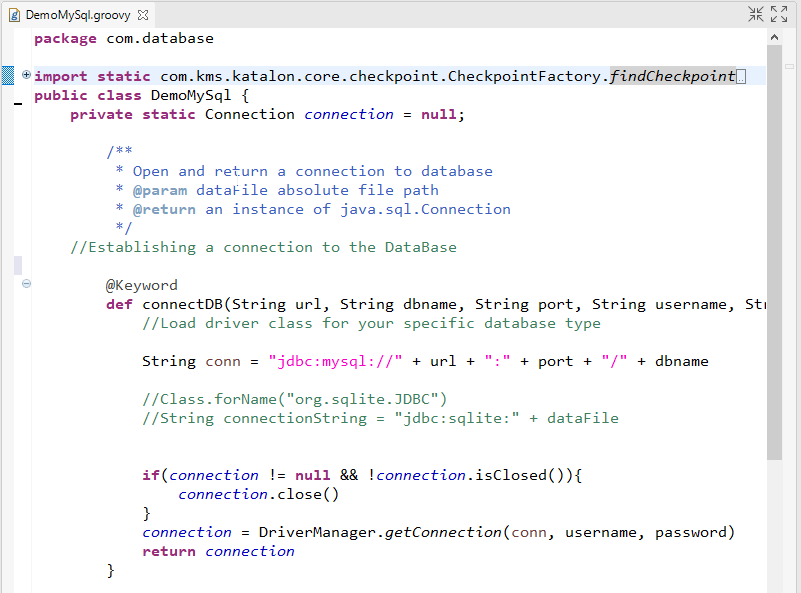 DemoMySql.groovy
package com.database
import static com.kms.katalon.core.checkpoint.CheckpointFactory.findCheckpoint
public class DemoMySql {
private static Connection connection = null;
/**
* Open and return a connection to database
* @param dataFile absolute file path
* @return an instance of java.sql.Connection
*/
//Establishing a connection to the DataBase
@Keyword
def connectDB(String url, String dbname, String port, String username, Str
//Load driver class for your specific database type
String conn = "jdbc:mysql://" + url + ":" + port + "/" + dbname
//Class.forName("org.sqlite.JDBC")
//String connectionString = "jdbc:sqlite:" + dataFile
if(connection != null && !connection.isClosed()){
connection.close()
}
connection = DriverManager.getConnection(conn, username, password)
return connection
}